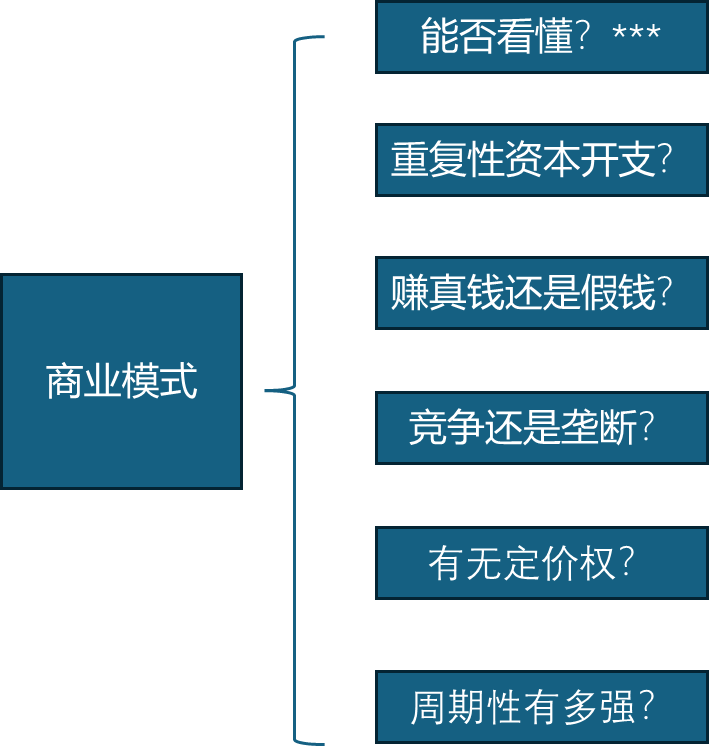 能否看懂？***
重复性资本开支？
赚真钱还是假钱？
商业模式
竞争还是垄断？
有无定价权？
周期性有多强？